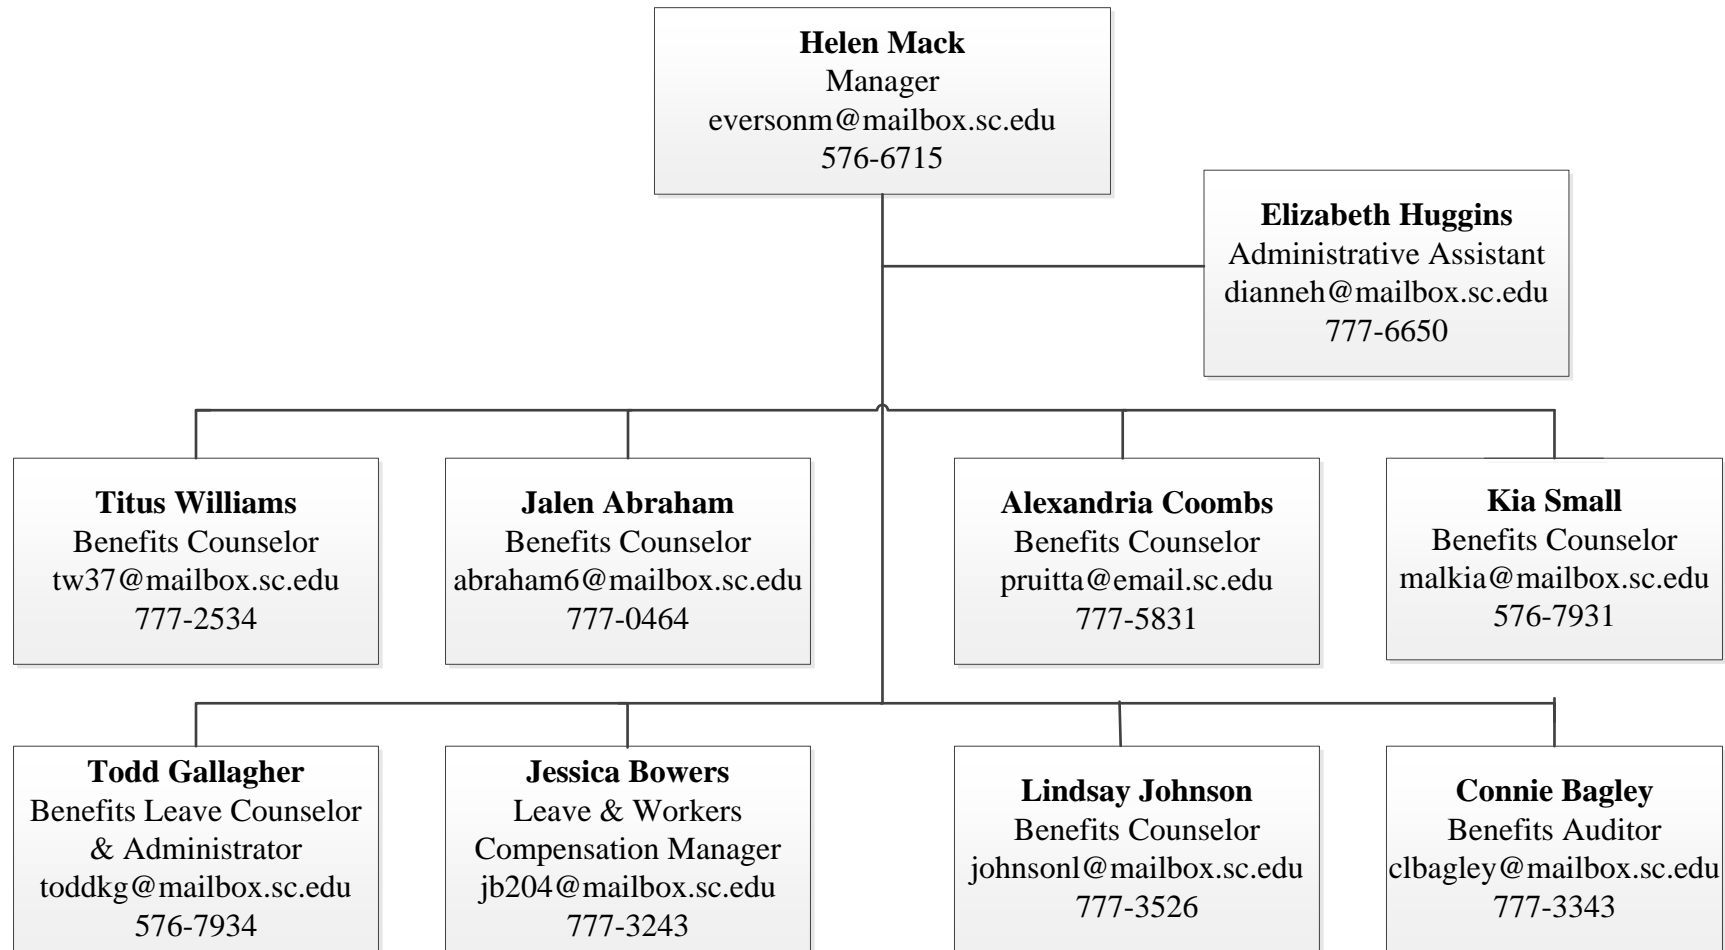 Helen Mack
Manager
eversonm@mailbox.sc.edu
576-6715
Elizabeth Huggins
Administrative Assistant
dianneh@mailbox.sc.edu
777-6650
Titus Williams
Benefits Counselor
tw37@mailbox.sc.edu
777-2534
Jalen Abraham
Benefits Counselor
abraham6@mailbox.sc.edu
777-0464
Alexandria Coombs
Benefits Counselor
pruitta@email.sc.edu
777-5831
Kia Small
Benefits Counselor
malkia@mailbox.sc.edu
576-7931
Todd Gallagher
Benefits Leave Counselor
& Administrator
toddkg@mailbox.sc.edu
576-7934
Jessica Bowers
Leave & Workers
Compensation Manager
jb204@mailbox.sc.edu
777-3243
Lindsay Johnson
Benefits Counselor
johnsonl@mailbox.sc.edu
777-3526
Connie Bagley
Benefits Auditor
clbagley@mailbox.sc.edu
777-3343